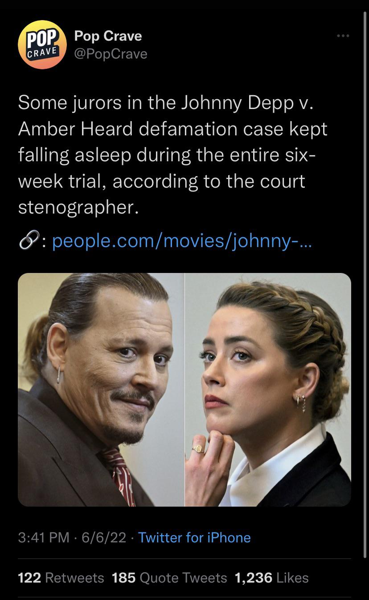 POP
CRAVE
Pop Crave
@PopCrave
Some jurors in the Johnny Depp v.
Amber Heard defamation case kept
falling asleep during the entire six-
week trial, according to the court
stenographer.
🔗: people.com/movies/johnny-...
3:41 PM · 6/6/22 · Twitter for iPhone
122 Retweets 185 Quote Tweets 1,236 Likes